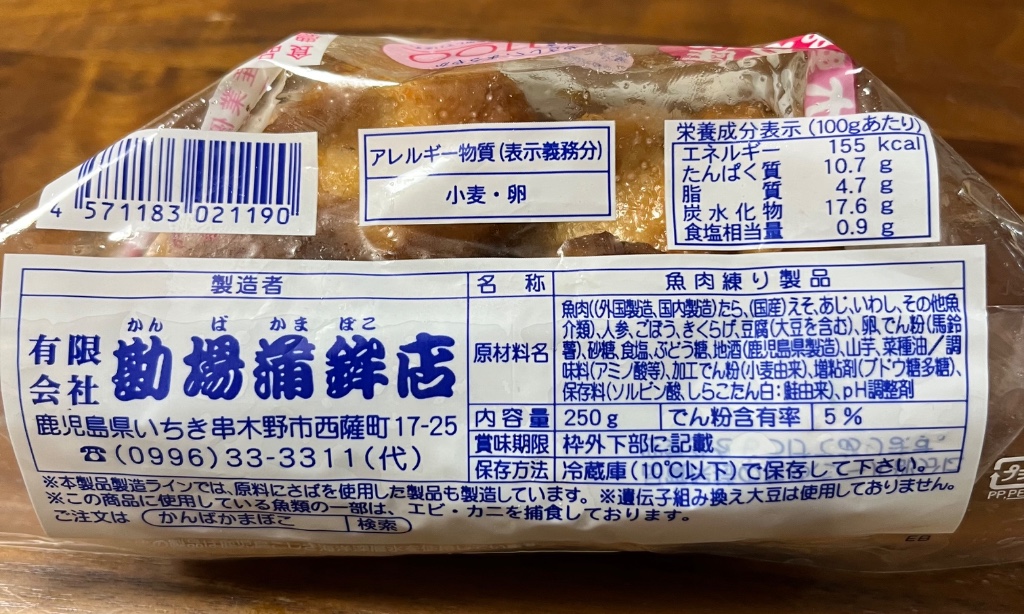 4 571183 021190
アレルギー物質(表示義務分)
小麦・卵
栄養成分表示(100gあたり)
エネルギー 155 kcal
たんぱく質 10.7 g
脂質 4.7 g
炭水化物 17.6 g
食塩相当量 0.9 g
製造者
かんばかまぼこ
有限会社 勘場蒲鉾店
鹿児島県いちき串木野市西薩町17-25
☎(0996)33-3311(代)
名称 魚肉練り製品
原材料名
魚肉((外国製造、国内製造)たら、(国産)えそ、あじ、いわし、その他魚
介類)、人参、ごぼう、きくらげ、豆腐(大豆を含む)、卵、でん粉(馬鈴
薯)、砂糖、食塩、ぶどう糖、地酒(鹿児島県製造)、山芋、菜種油/調
味料(アミノ酸等)、加工でん粉(小麦由来)、増粘剤(ブドウ糖多糖)、
保存料(ソルビン酸、しらこたん白:鮭由来)、pH調整剤
内容量 250g でん粉含有率 5%
賞味期限 枠外下部に記載
保存方法 冷蔵庫(10℃以下)で保存して下さい。
※本製品製造ラインでは、原料にさばを使用した製品も製造しています。※遺伝子組み換え大豆は使用しておりません。
※この商品に使用している魚類の一部は、エビ・カニを捕食しております。
ご注文は かんばかまぼこ 検索
プラ